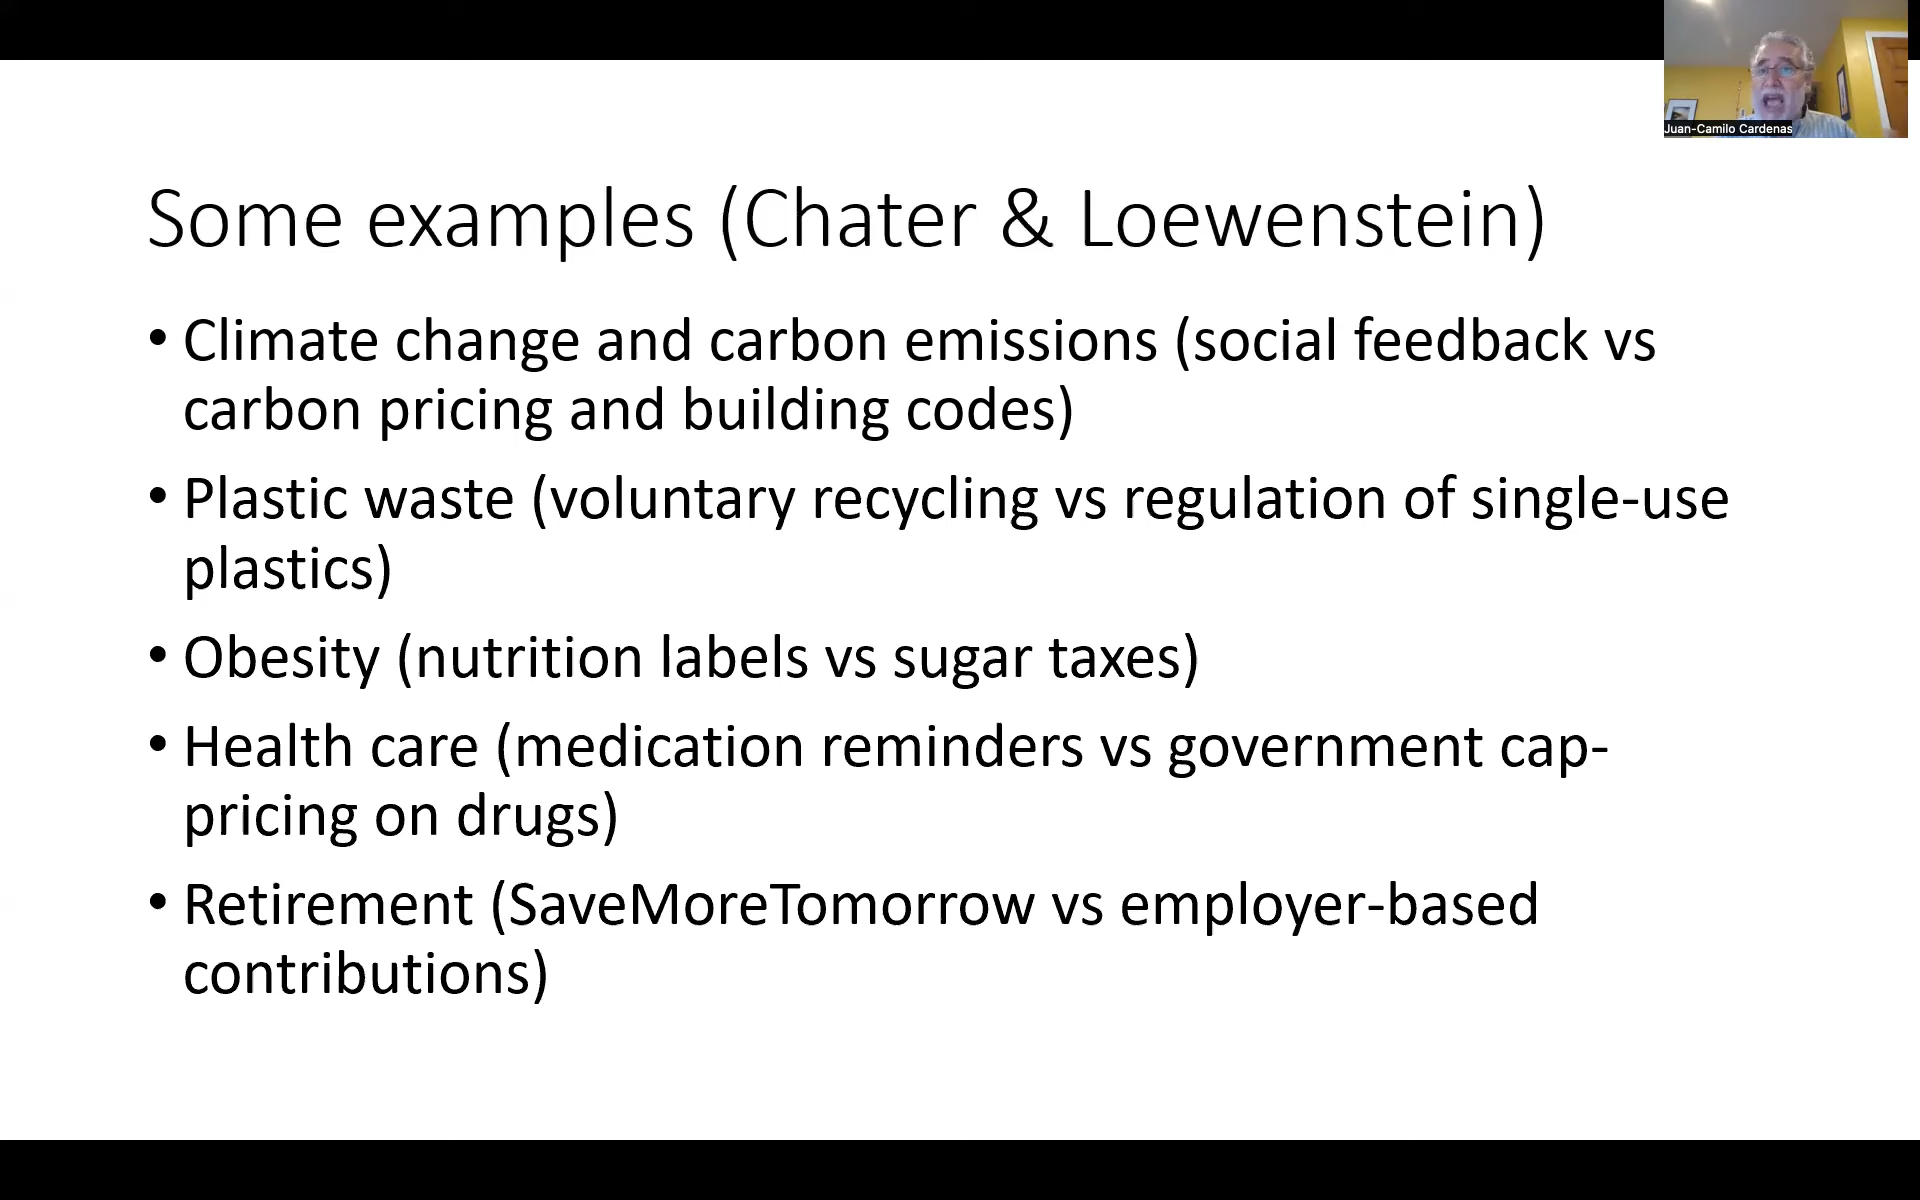 Juan-Camilo Cardenas
Some examples (Chater & Loewenstein)
• Climate change and carbon emissions (social feedback vs
carbon pricing and building codes)
• Plastic waste (voluntary recycling vs regulation of single-use
plastics)
• Obesity (nutrition labels vs sugar taxes)
• Health care (medication reminders vs government cap-
pricing on drugs)
• Retirement (SaveMoreTomorrow vs employer-based
contributions)